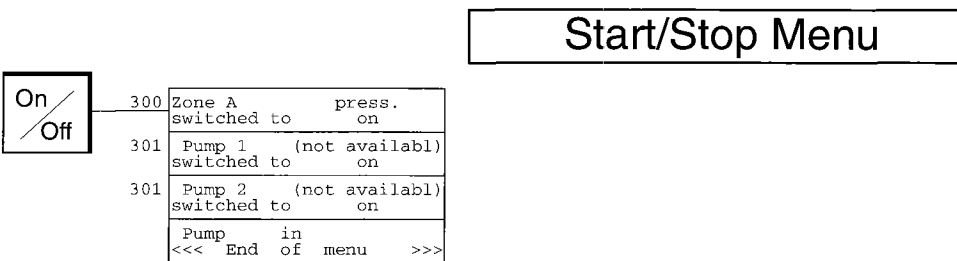 Start/Stop Menu
On
Off
300 Zone A press.
switched to on
301 Pump 1 (not availabl)
switched to on
301 Pump 2 (not availabl)
switched to on
Pump in
<<< End of menu >>>